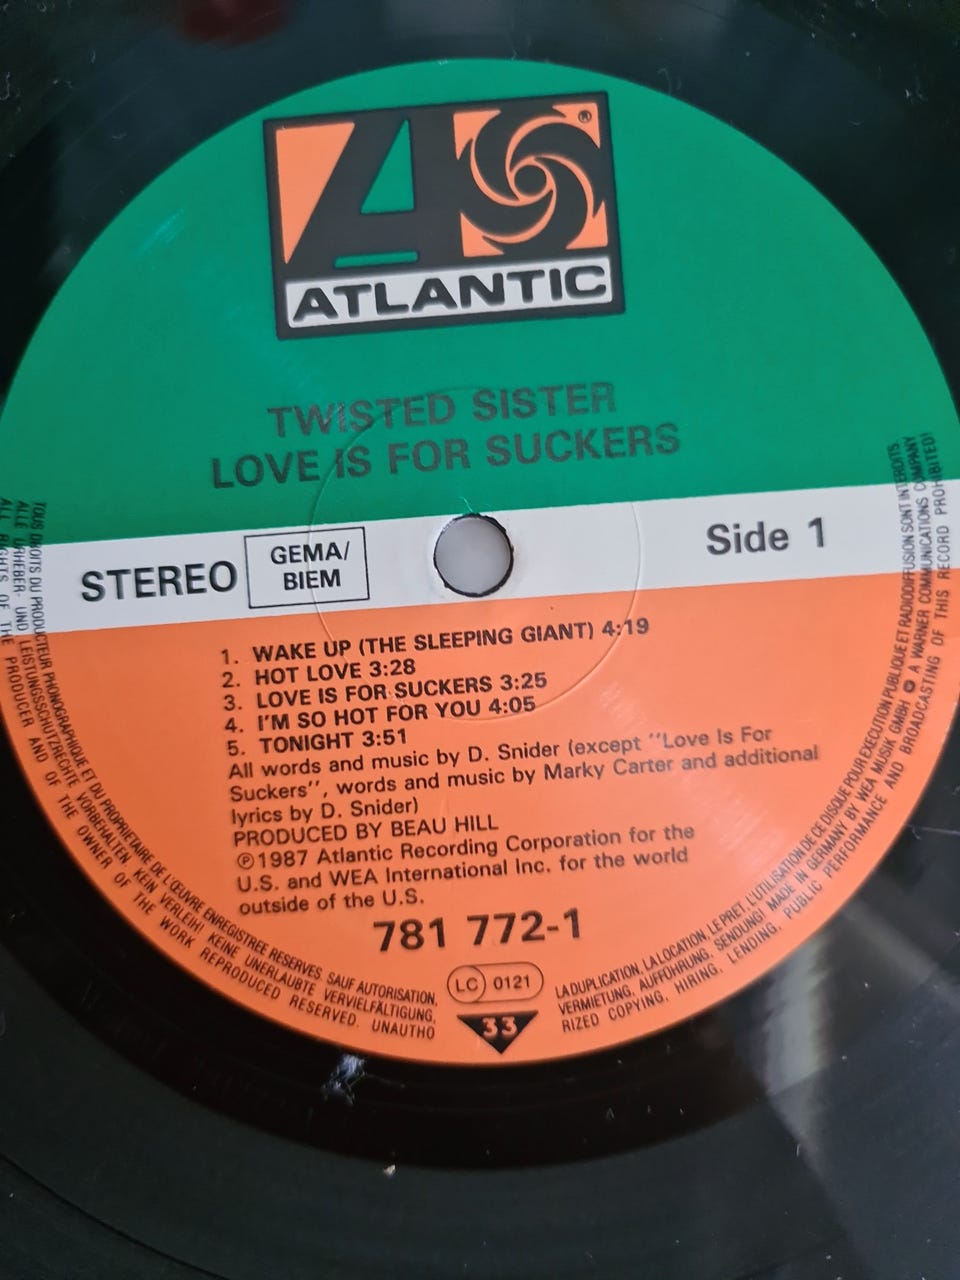 ®
ATLANTIC
TWISTED SISTER
LOVE IS FOR SUCKERS
STEREO
GEMA/
BIEM
Side 1
1. WAKE UP (THE SLEEPING GIANT) 4:19
2. HOT LOVE 3:28
3. LOVE IS FOR SUCKERS 3:25
4. I'M SO HOT FOR YOU 4:05
5. TONIGHT 3:51
All words and music by D. Snider (except "Love Is For
Suckers", words and music by Marky Carter and additional
lyrics by D. Snider)
PRODUCED BY BEAU HILL
℗1987 Atlantic Recording Corporation for the
U.S. and WEA International Inc. for the world
outside of the U.S.
781 772-1
LC 0121
33
TOUS DROITS DU PRODUCTEUR PHONOGRAPHIQUE ET DU PROPRIETAIRE DE L'ŒUVRE ENREGISTREE RESERVES SAUF AUTORISATION, LA DUPLICATION, LA LOCATION, LE PRET, L'UTILISATION DE CE DISQUE POUR EXECUTION PUBLIQUE ET RADIODIFFUSION SONT INTERDITS.
ALLE URHEBER- UND LEISTUNGSSCHUTZRECHTE VORBEHALTEN KEIN VERLEIH! KEINE UNERLAUBTE VERVIELFÄLTIGUNG, VERMIETUNG, AUFFÜHRUNG, SENDUNG! MADE IN GERMANY BY WEA MUSIK GMBH A WARNER COMMUNICATIONS COMPANY
ALL RIGHTS OF THE PRODUCER AND OF THE OWNER OF THE WORK REPRODUCED RESERVED. UNAUTHORIZED COPYING, HIRING, LENDING, PUBLIC PERFORMANCE AND BROADCASTING OF THIS RECORD PROHIBITED!